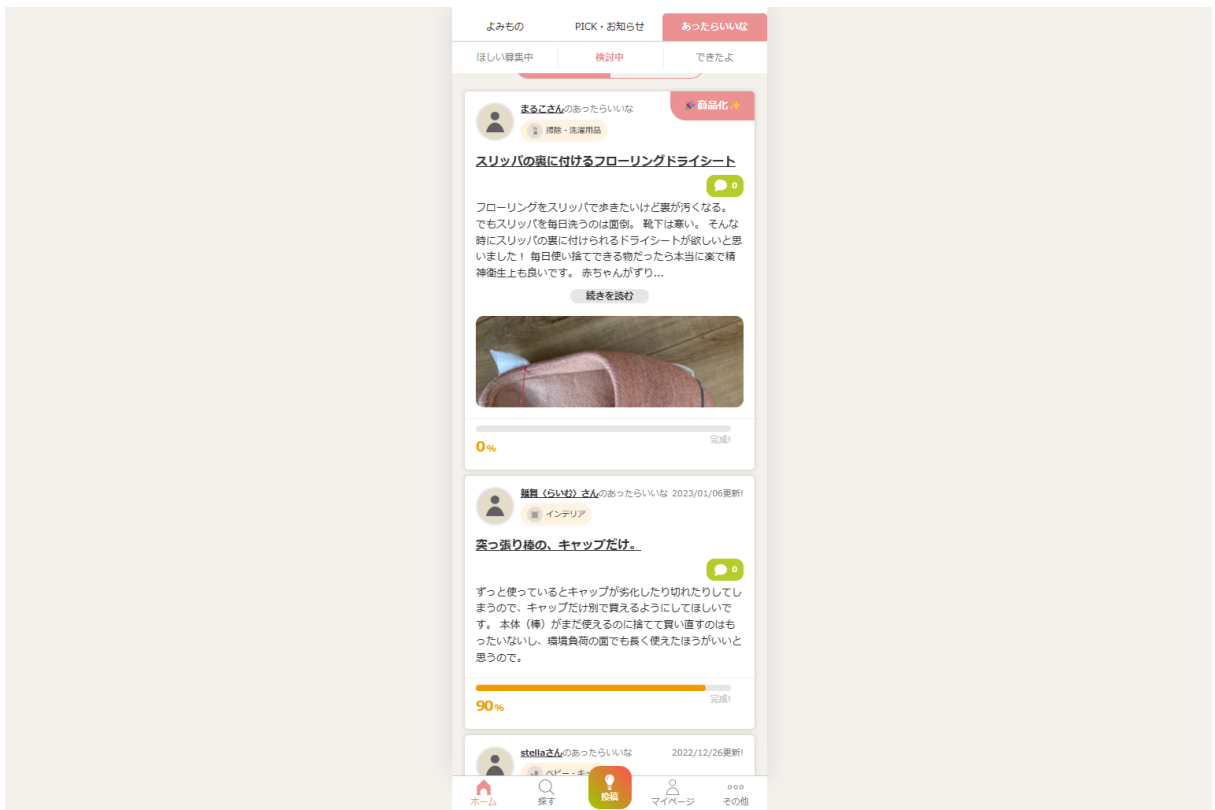 よみもの
PICK・お知らせ
あったらいいな
ほしい募集中
検討中
できたよ
まるこさんのあったらいいな
🎉商品化✨
掃除・洗濯用品
スリッパの裏に付けるフローリングドライシート
0
フローリングをスリッパで歩きたいけど裏が汚くなる。
でもスリッパを毎日洗うのは面倒。 靴下は寒い。 そんな
時にスリッパの裏に付けられるドライシートが欲しいと思
いました！ 毎日使い捨てできる物だったら本当に楽で精
神衛生上も良いです。 赤ちゃんがずり...
続きを読む
完成!
0%
（らいむ）さんのあったらいいな 2023/01/06更新!
インテリア
突っ張り棒の、キャップだけ。
0
ずっと使っているとキャップが劣化したり切れたりしてし
まうので、キャップだけ別で買えるようにしてほしいで
す。 本体（棒）がまだ使えるのに捨てて買い直すのはも
ったいないし、環境負荷の面でも長く使えたほうがいいと
思うので。
完成!
90%
stellaさんのあったらいいな 2022/12/26更新!
ベビー・キ
ホーム
探す
投稿
マイページ
その他